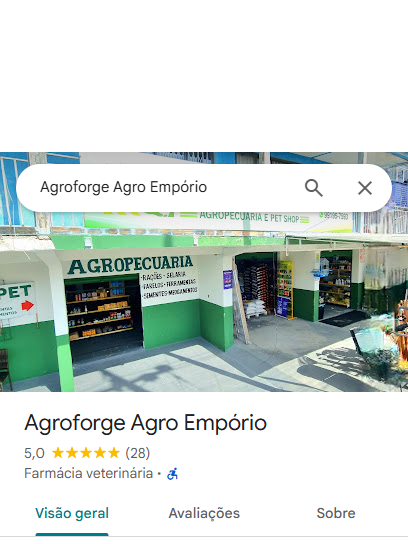 Agroforge Agro Empório
AGROPECUARIA E PET SHOP
AGROPECUARIA
-RAÇÕES - SELARIA
-FARELOS - FERRAMENTAS
-SEMENTES-MEDICAMENTOS
PET
Agroforge Agro Empório
5,0 (28)
Farmácia veterinária ·
Visão geral
Avaliações
Sobre